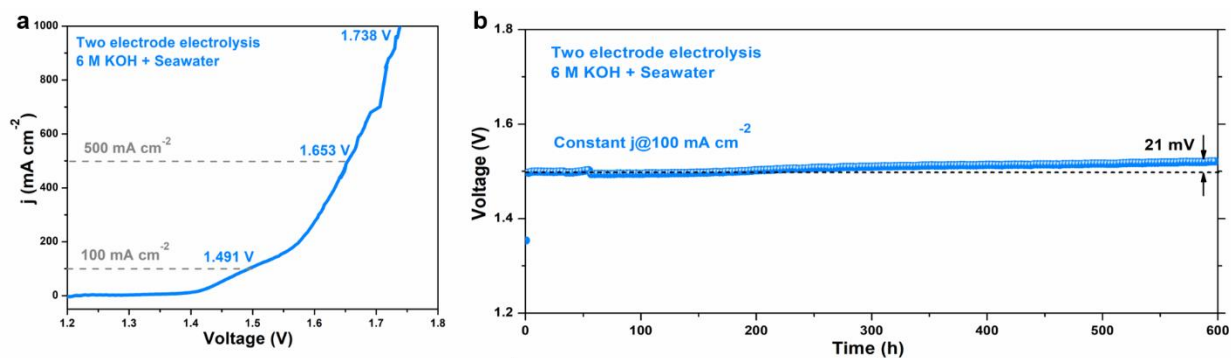 a
1000
800
600
400
200
0
j (mA cm⁻²)
Two electrode electrolysis
6 M KOH + Seawater
1.738 V
500 mA cm⁻²
1.653 V
100 mA cm⁻²
1.491 V
1.2 1.3 1.4 1.5 1.6 1.7 1.8
Voltage (V)
b
1.8
1.6
1.4
1.2
Voltage (V)
Two electrode electrolysis
6 M KOH + Seawater
Constant j@100 mA cm⁻²
21 mV
0 100 200 300 400 500 600
Time (h)